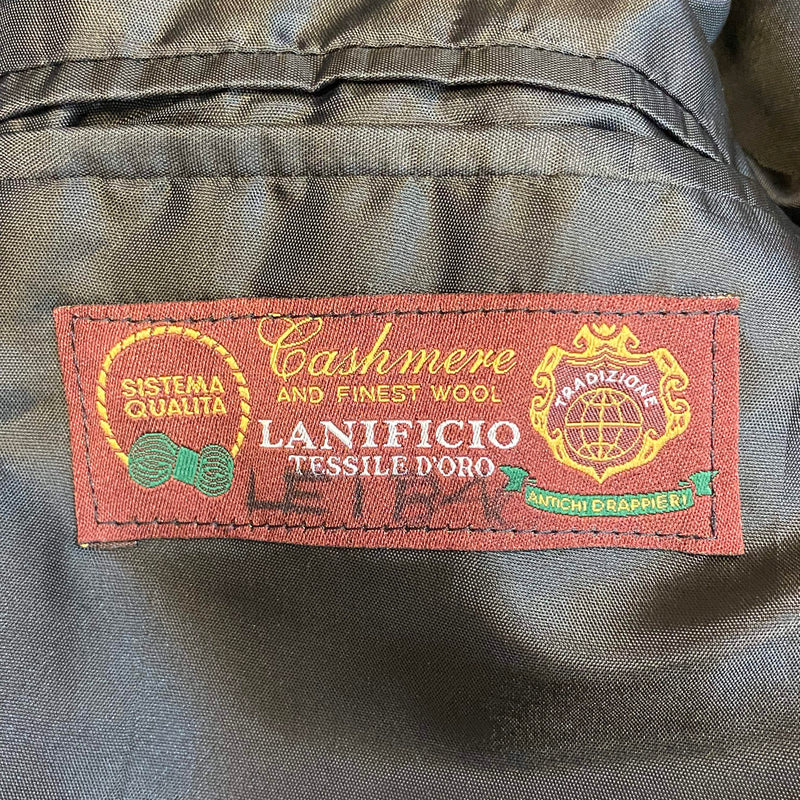 SISTEMA
QUALITA
Cashmere
AND FINEST WOOL
LANIFICIO
TESSILE D'ORO
TRADIZIONE
ANTICHI DRAPPIERI